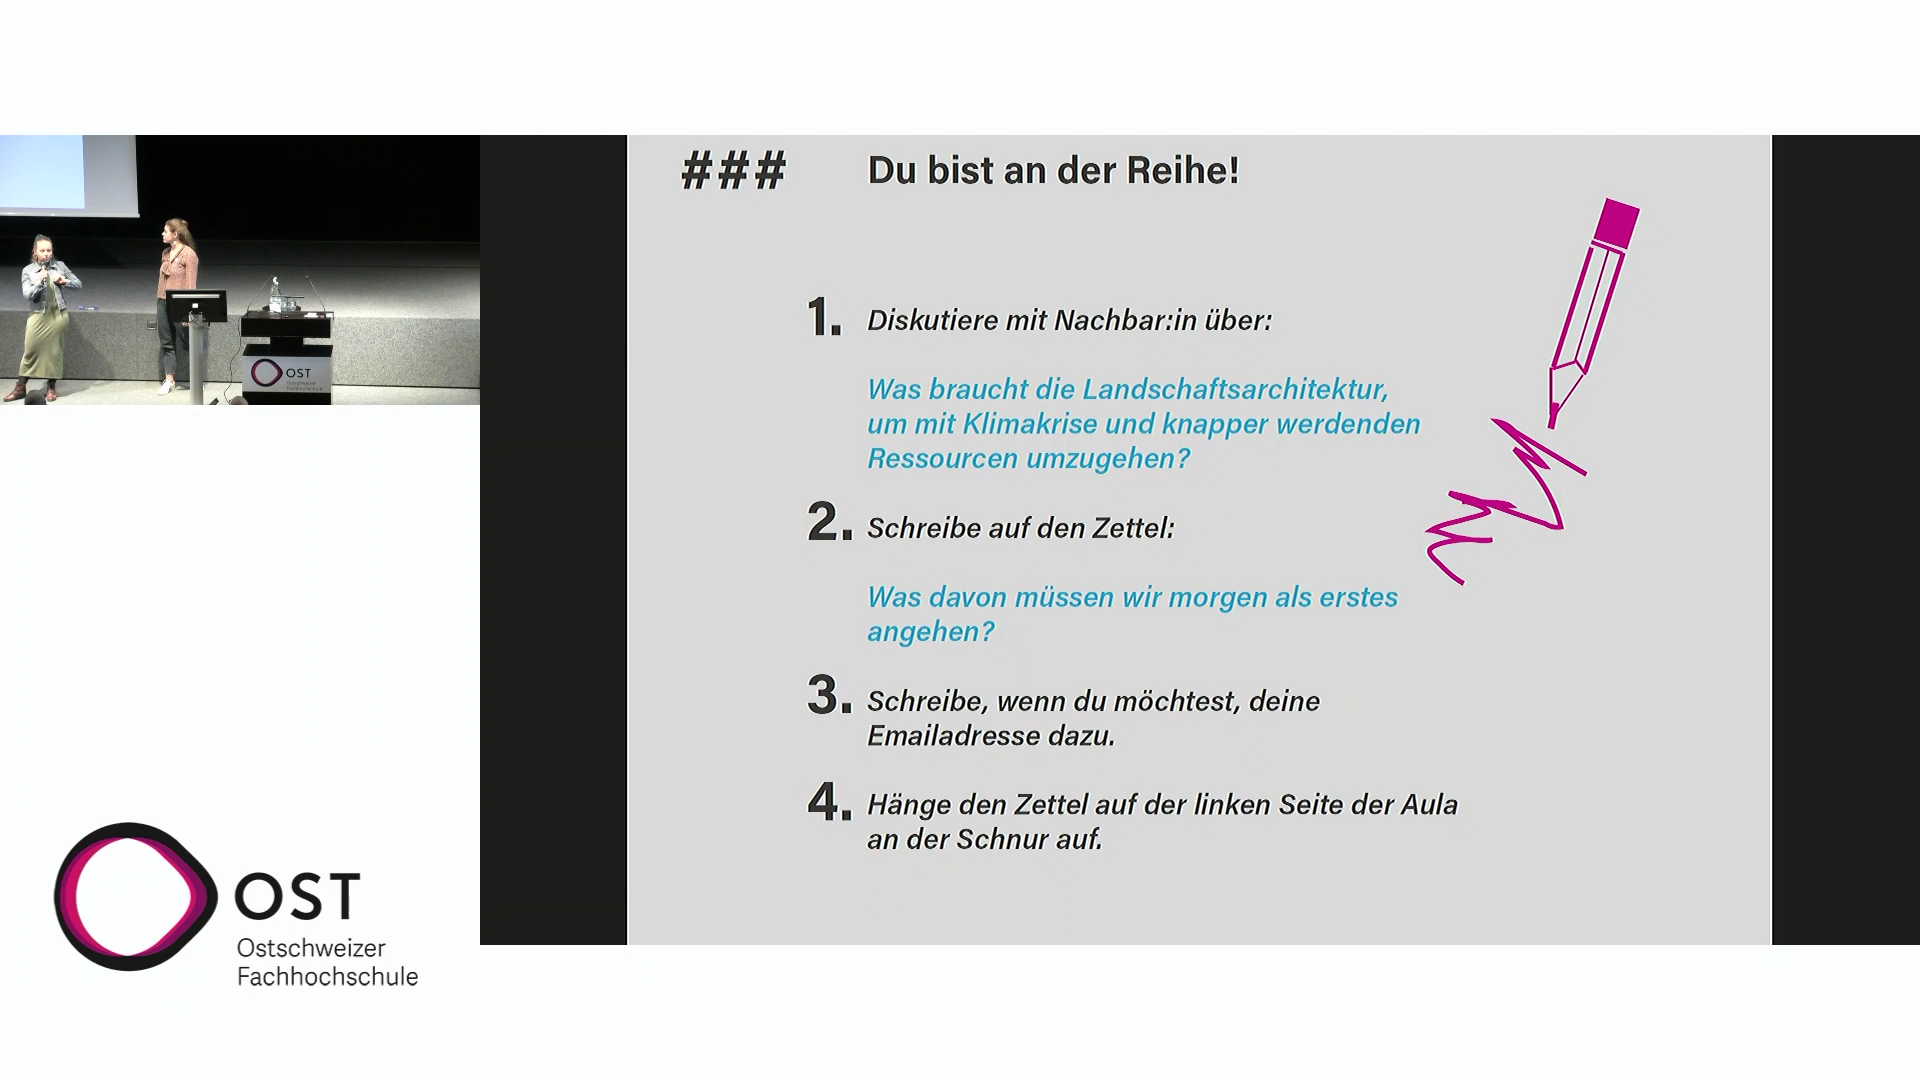 ### Du bist an der Reihe!
1. Diskutiere mit Nachbar:in über:
Was braucht die Landschaftsarchitektur,
um mit Klimakrise und knapper werdenden
Ressourcen umzugehen?
2. Schreibe auf den Zettel:
Was davon müssen wir morgen als erstes
angehen?
3. Schreibe, wenn du möchtest, deine
Emailadresse dazu.
4. Hänge den Zettel auf der linken Seite der Aula
an der Schnur auf.
OST
Ostschweizer
Fachhochschule
OST
Ostschweizer
Fachhochschule